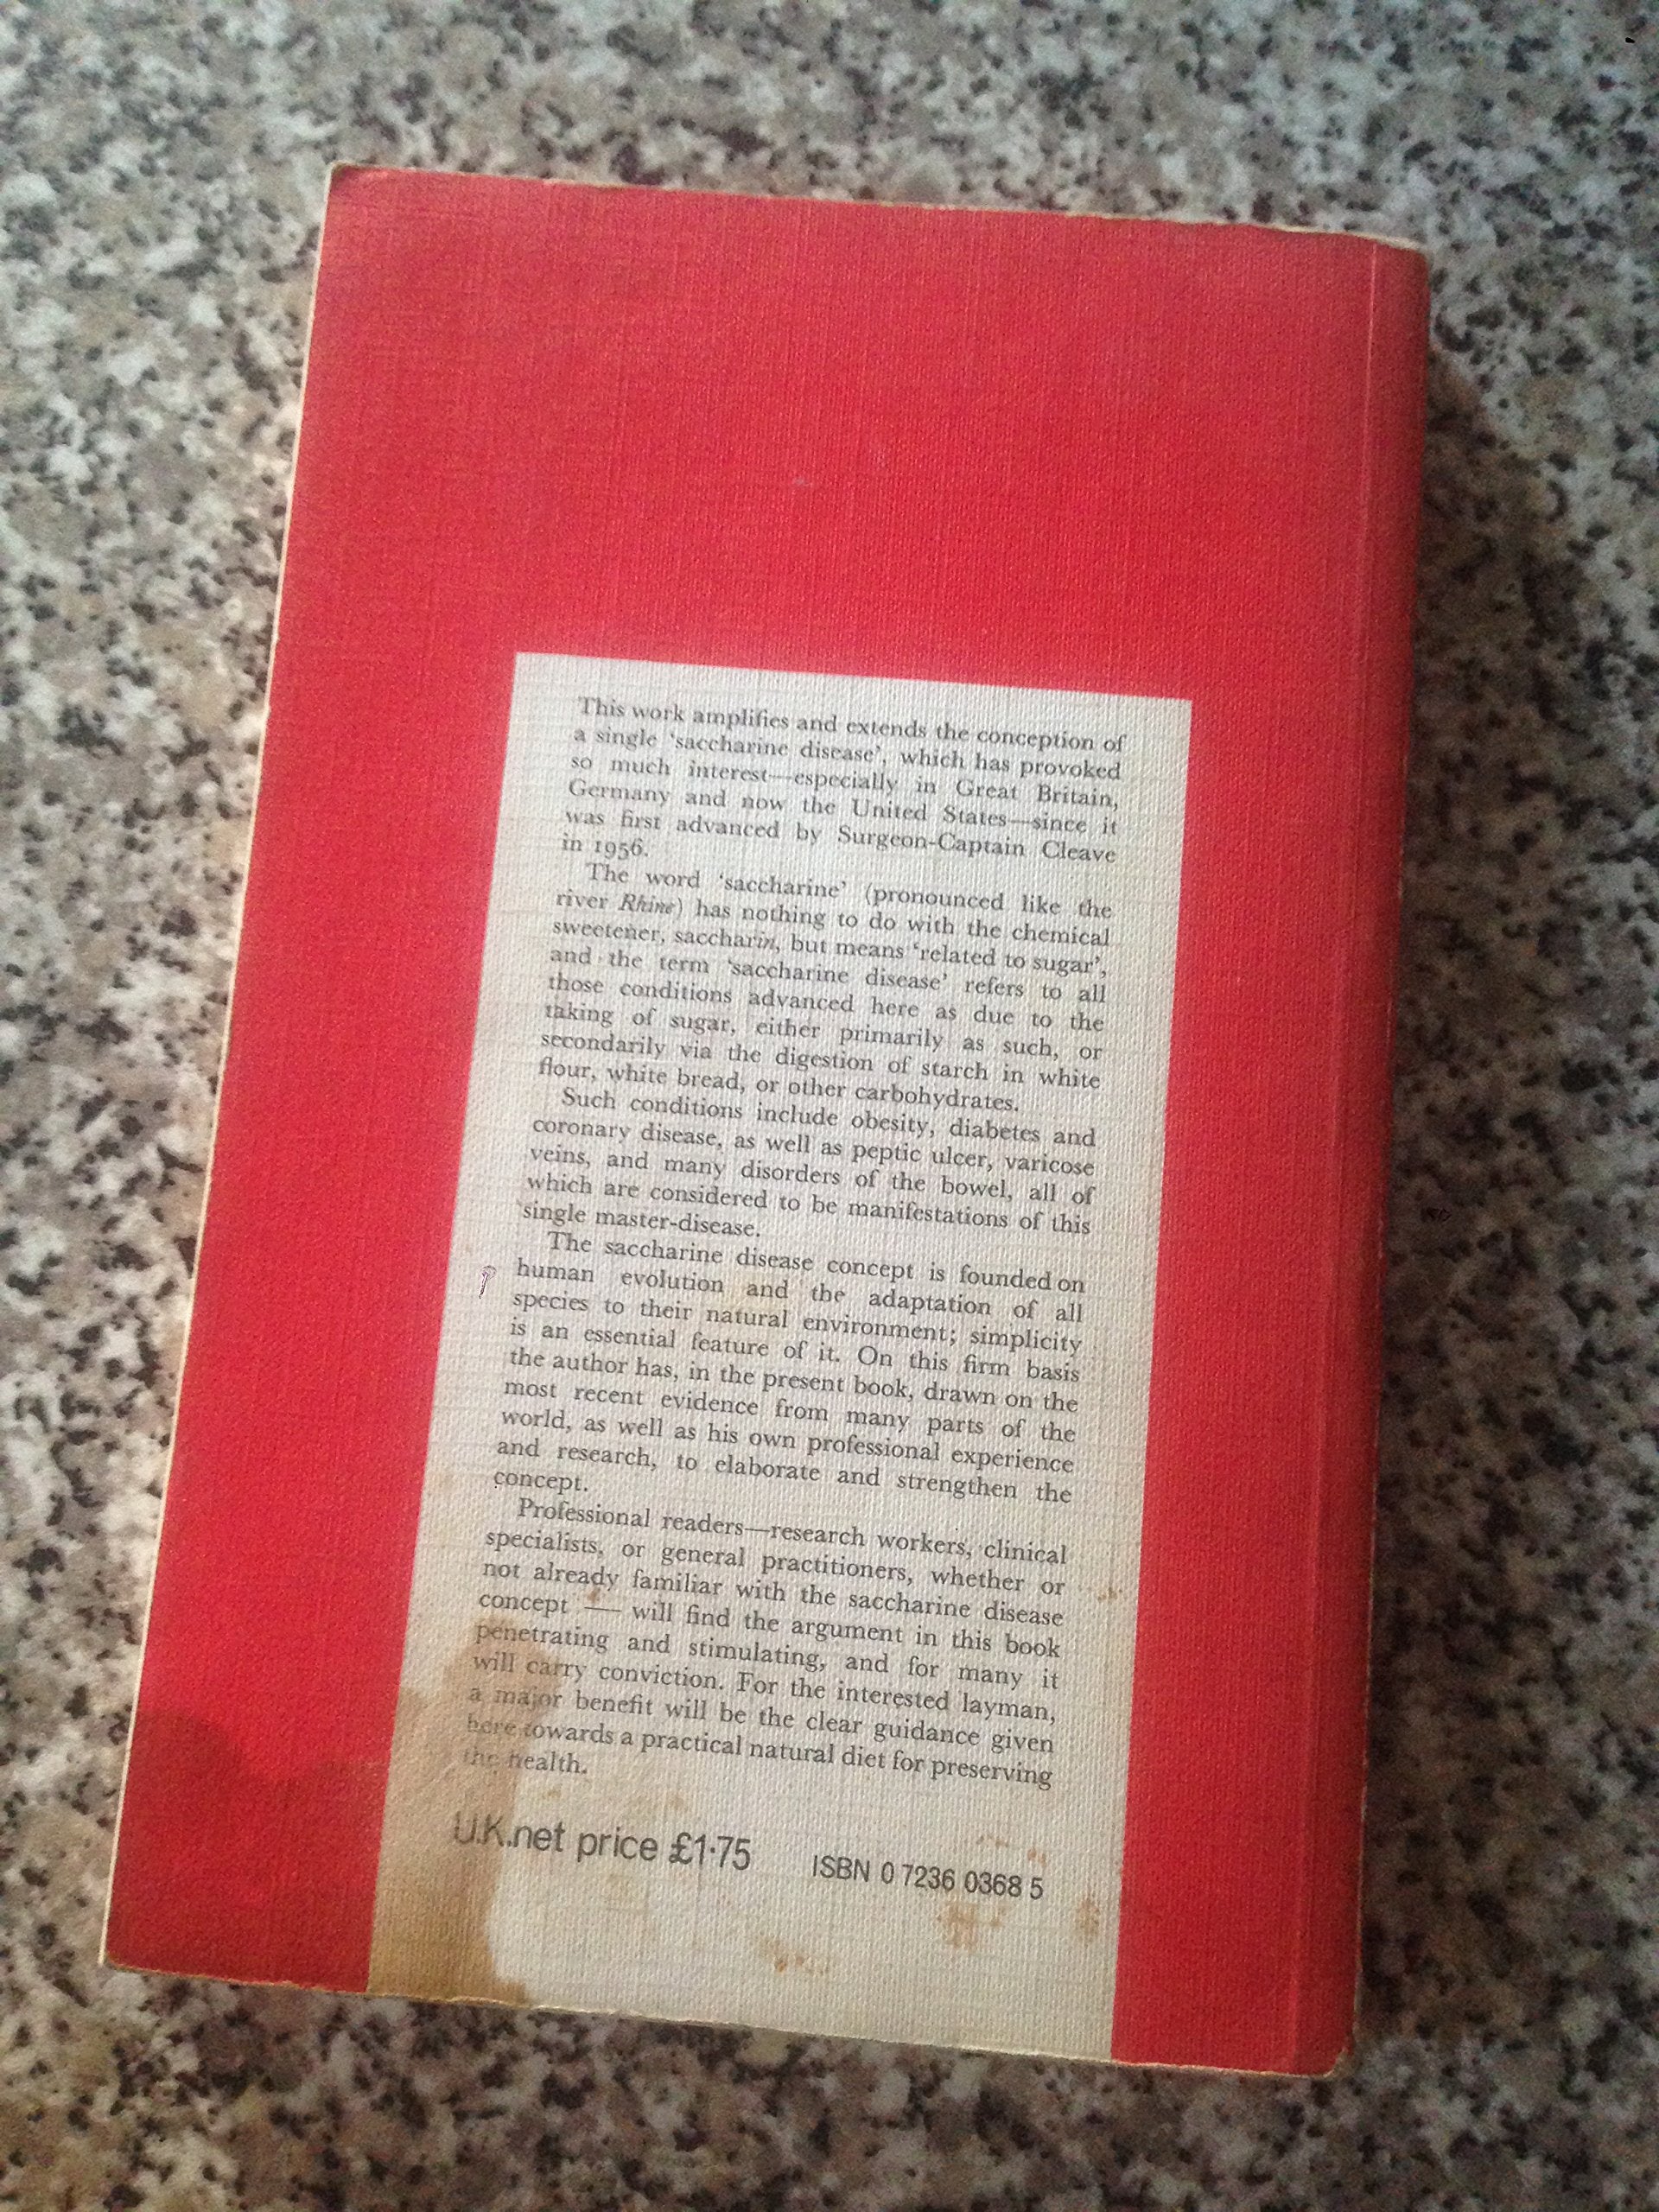 This work amplifies and extends the conception of
a single ‘saccharine disease’, which has provoked
so much interest—especially in Great Britain,
Germany and now the United States—since it
was first advanced by Surgeon-Captain Cleave
in 1956.
The word ‘saccharine’ (pronounced like the
river Rhine) has nothing to do with the chemical
sweetener, saccharin, but means ‘related to sugar’,
and the term ‘saccharine disease’ refers to all
those conditions advanced here as due to the
taking of sugar, either primarily as such, or
secondarily via the digestion of starch in white
flour, white bread, or other carbohydrates.
Such conditions include obesity, diabetes and
coronary disease, as well as peptic ulcer, varicose
veins, and many disorders of the bowel, all of
which are considered to be manifestations of this
single master-disease.
The saccharine disease concept is founded on
human evolution and the adaptation of all
species to their natural environment; simplicity
is an essential feature of it. On this firm basis
the author has, in the present book, drawn on the
most recent evidence from many parts of the
world, as well as his own professional experience
and research, to elaborate and strengthen the
concept.
Professional readers—research workers, clinical
specialists, or general practitioners, whether or
not already familiar with the saccharine disease
concept — will find the argument in this book
penetrating and stimulating, and for many it
will carry conviction. For the interested layman,
a major benefit will be the clear guidance given
here towards a practical natural diet for preserving
the health.
U.K.net price £1·75
ISBN 0 7236 0368 5